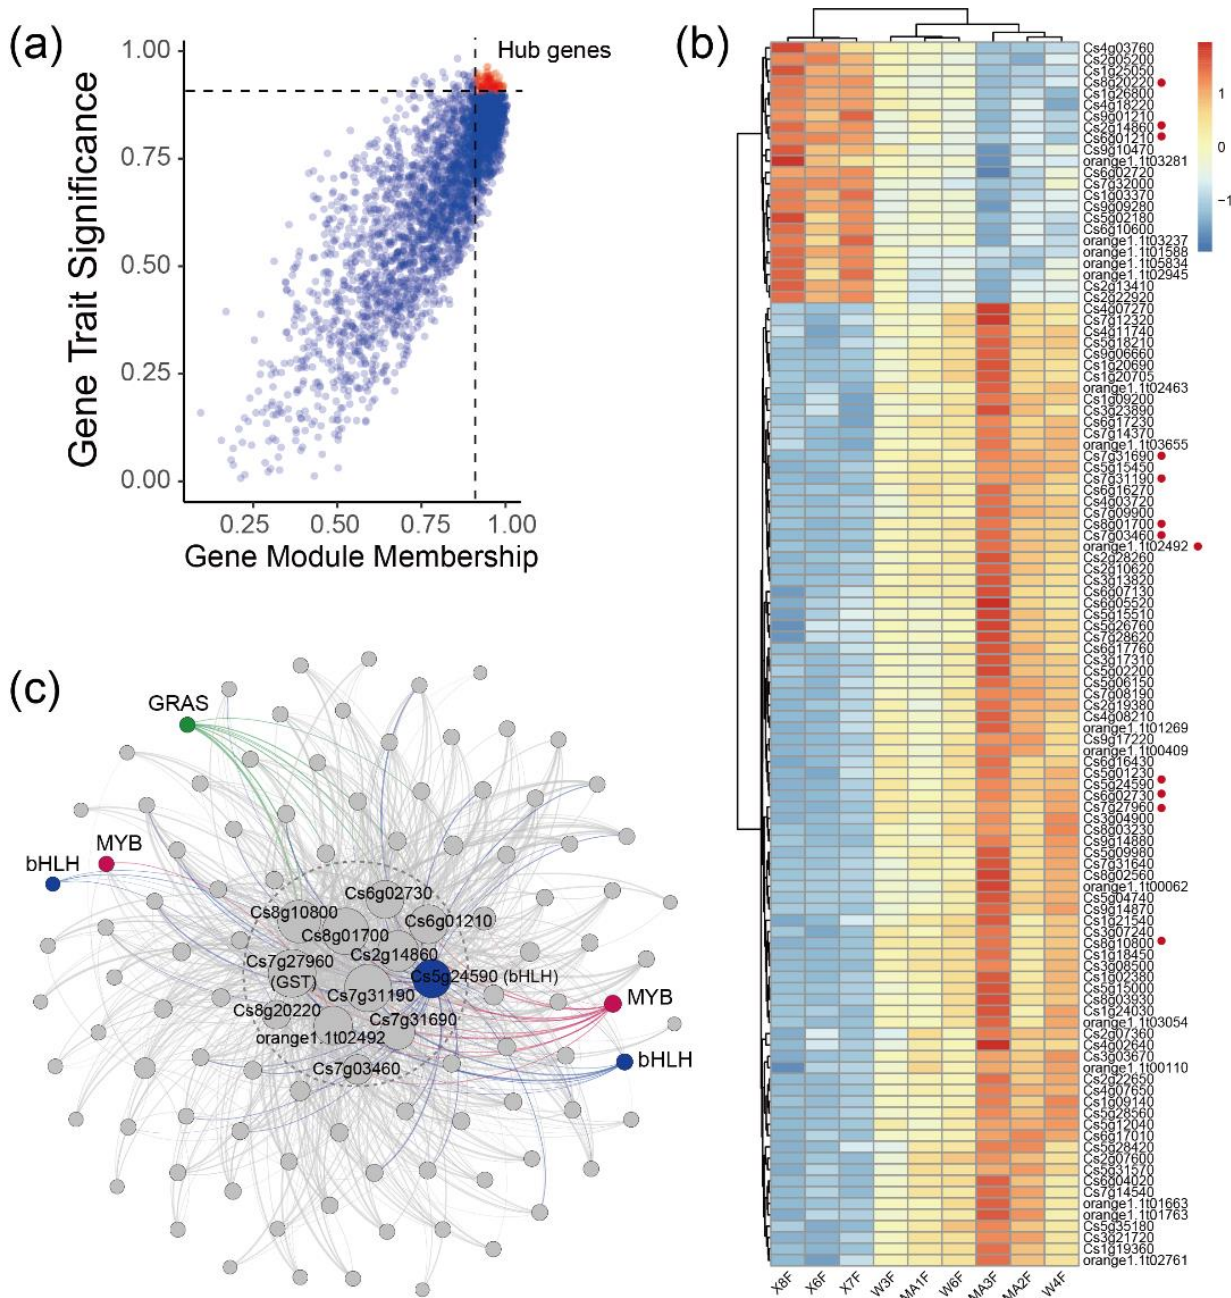 (a)
Hub genes
1.00
0.75
0.50
0.25
0.00
Gene Trait Significance
0.25
0.50
0.75
1.00
Gene Module Membership
(b)
Cs4g03760
Cs2g05200
Cs1g25050
Cs8g20220
Cs1g26800
Cs4g18220
Cs9g01210
Cs2g14860
Cs6g01210
Cs9g10470
orange1.1t03281
Cs6g02720
Cs7g32000
Cs1g03370
Cs9g09280
Cs5g02180
Cs6g10600
orange1.1t03237
orange1.1t01588
orange1.1t05834
orange1.1t02945
Cs2g13410
Cs2g22920
Cs4g07270
Cs7g12320
Cs4g11740
Cs5g18210
Cs9g06660
Cs1g20690
Cs1g20705
orange1.1t02463
Cs1g09200
Cs3g23890
Cs6g17230
Cs7g14370
orange1.1t03655
Cs7g31690
Cs5g15450
Cs7g31190
Cs6g16270
Cs4g03720
Cs7g09900
Cs8g01700
Cs7g03460
orange1.1t02492
Cs2g28260
Cs2g10620
Cs3g13820
Cs6g07130
Cs6g05520
Cs5g15510
Cs5g26760
Cs7g28620
Cs6g17760
Cs3g17310
Cs5g02200
Cs5g06150
Cs7g08190
Cs2g19380
Cs4g08210
orange1.1t01269
Cs9g17220
orange1.1t00409
Cs6g16430
Cs5g01230
Cs5g24590
Cs6g02730
Cs7g27960
Cs3g04900
Cs8g03230
Cs9g14880
Cs5g09980
Cs7g31640
Cs8g02560
orange1.1t00062
Cs5g04740
Cs9g14870
Cs1g21540
Cs3g07240
Cs8g10800
Cs1g18450
Cs3g08500
Cs1g02380
Cs5g15000
Cs8g03930
Cs1g24030
orange1.1t03054
Cs2g07360
Cs4g02640
Cs3g03670
orange1.1t00110
Cs2g22650
Cs4g07650
Cs1g09140
Cs5g28560
Cs5g12040
Cs6g17010
Cs5g28420
Cs2g07600
Cs5g31570
Cs6g04020
Cs7g14540
orange1.1t01663
orange1.1t01763
Cs5g35180
Cs3g21720
Cs1g19360
orange1.1t02761
X8F
X6F
X7F
W3F
MA1F
W6F
MA3F
MA2F
W4F
1
0
−1
(c)
GRAS
MYB
bHLH
Cs6g02730
Cs8g10800
Cs6g01210
Cs8g01700
Cs2g14860
Cs7g27960
(GST)
Cs5g24590 (bHLH)
Cs7g31190
Cs8g20220
Cs7g31690
orange1.1t02492
Cs7g03460
MYB
bHLH